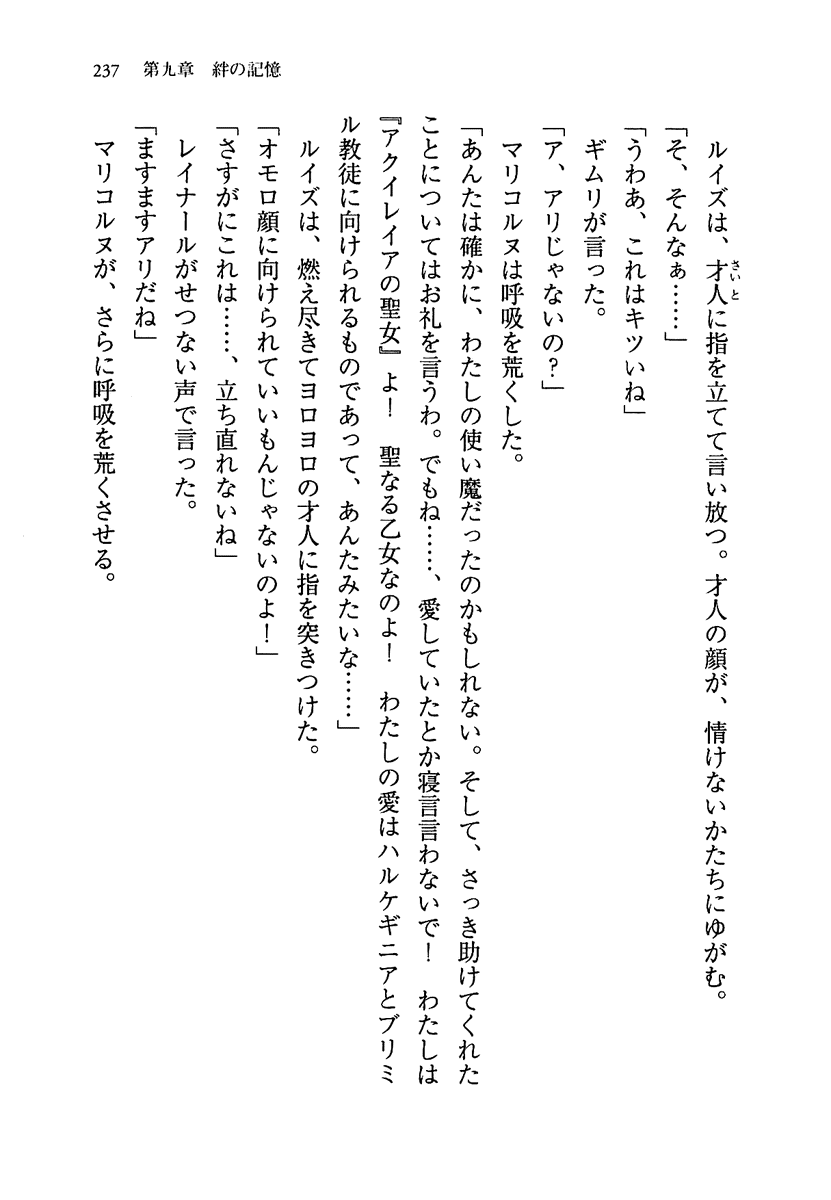 237　第九章　絆の記憶
　ルイズは、才人に指を立てて言い放つ。才人の顔が、情けないかたちにゆがむ。
さいと
「そ、そんなぁ……」
「うわあ、これはキツいね」
　ギムリが言った。
「ア、アリじゃないの？」
　マリコルヌは呼吸を荒くした。
「あんたは確かに、わたしの使い魔だったのかもしれない。そして、さっき助けてくれた
ことについてはお礼を言うわ。でもね……、愛していたとか寝言言わないで！　わたしは
『アクイレイアの聖女』よ！　聖なる乙女なのよ！　わたしの愛はハルケギニアとブリミ
ル教徒に向けられるものであって、あんたみたいな……」
　ルイズは、燃え尽きてヨロヨロの才人に指を突きつけた。
「オモロ顔に向けられていいもんじゃないのよ！」
「さすがにこれは……、立ち直れないね」
　レイナールがせつない声で言った。
「ますますアリだね」
　マリコルヌが、さらに呼吸を荒くさせる。